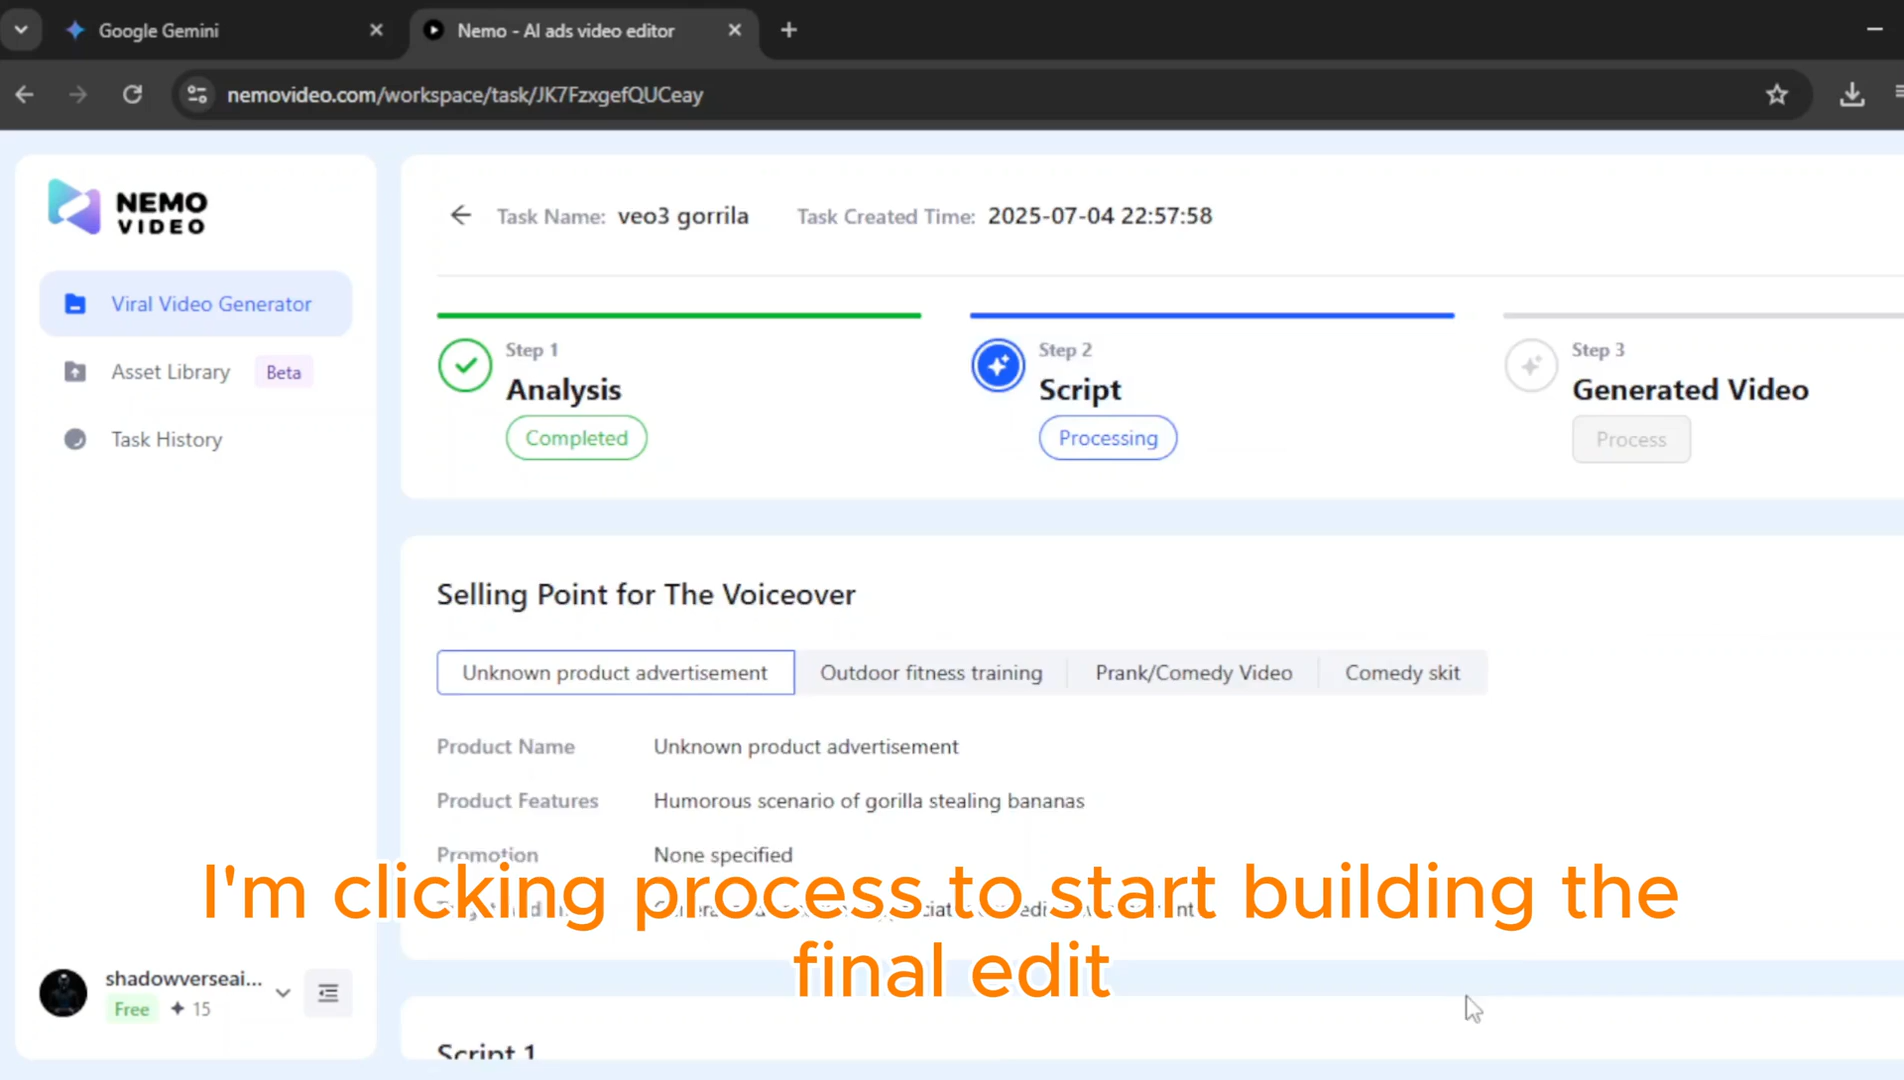 Google Gemini
Nemo - AI ads video editor
nemovideo.com/workspace/task/JK7FzxgefQUCeay
NEMO
VIDEO
Viral Video Generator
Asset Library Beta
Task History
shadowverseai...
Free 15
Task Name: veo3 gorrila Task Created Time: 2025-07-04 22:57:58
Step 1
Analysis
Completed
Step 2
Script
Processing
Step 3
Generated Video
Process
Selling Point for The Voiceover
Unknown product advertisement Outdoor fitness training Prank/Comedy Video Comedy skit
Product Name Unknown product advertisement
Product Features Humorous scenario of gorilla stealing bananas
Promotion None specified
I'm clicking process to start building the
final edit
Script 1